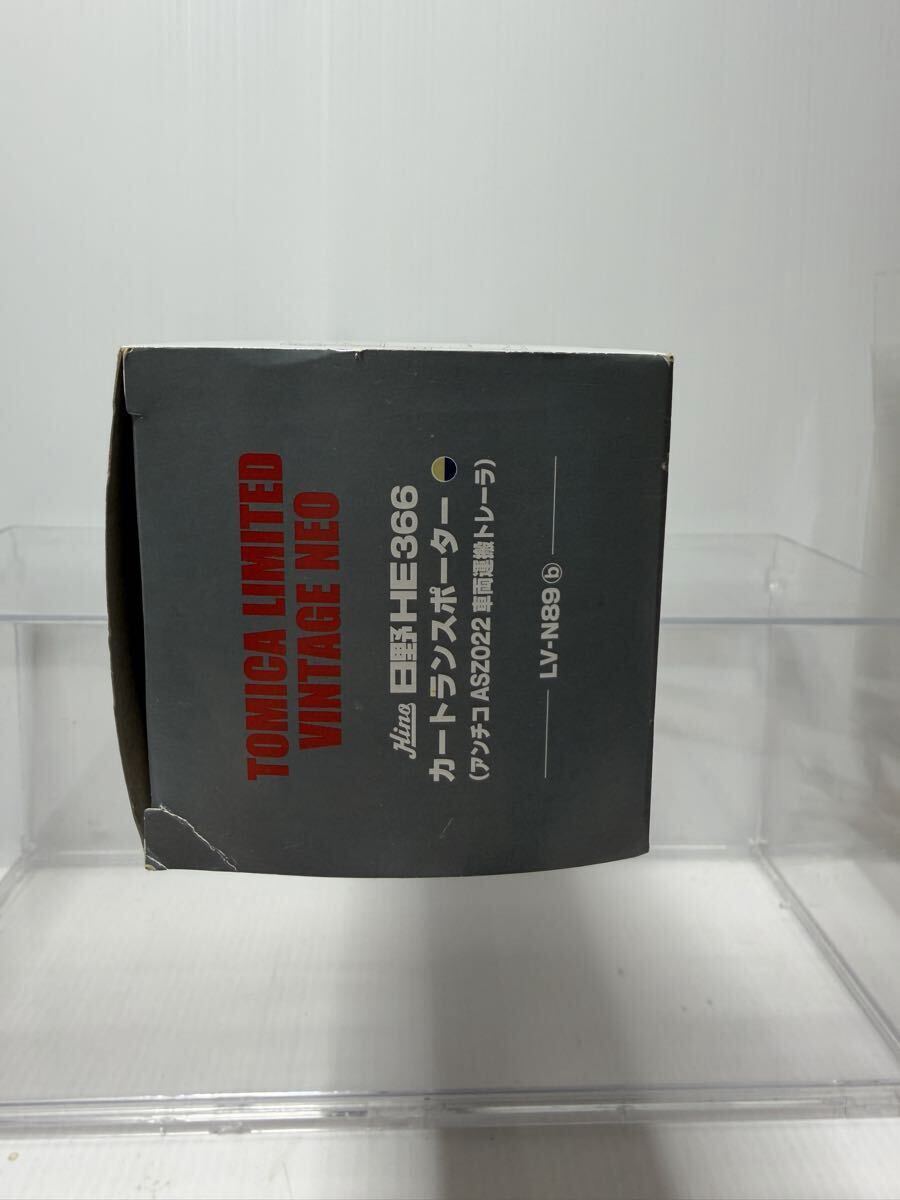 TOMICA LIMITED
VINTAGE NEO
Hino 日野HE366
カートランスポーター
(アンチコ ASZ022 車両運搬トレーラ)
LV-N89 ⓑ